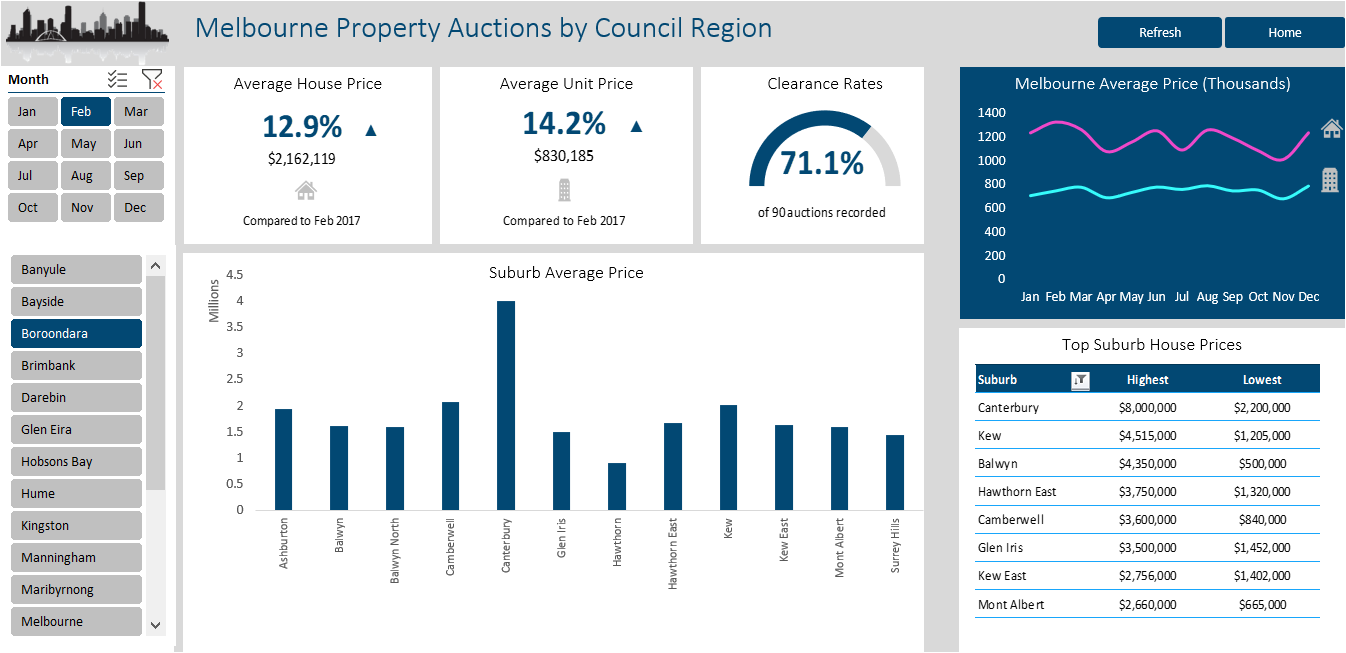 Melbourne Property Auctions by Council Region
Refresh
Home
Month
Jan
Feb
Mar
Apr
May
Jun
Jul
Aug
Sep
Oct
Nov
Dec
Banyule
Bayside
Boroondara
Brimbank
Darebin
Glen Eira
Hobsons Bay
Hume
Kingston
Manningham
Maribyrnong
Melbourne
Average House Price
12.9% ▲
$2,162,119
Compared to Feb 2017
Average Unit Price
14.2% ▲
$830,185
Compared to Feb 2017
Clearance Rates
71.1%
of 90 auctions recorded
Melbourne Average Price (Thousands)
1400
1200
1000
800
600
400
200
0
Jan Feb Mar Apr May Jun Jul Aug Sep Oct Nov Dec
Suburb Average Price
Millions
4.5
4
3.5
3
2.5
2
1.5
1
0.5
0
Ashburton
Balwyn
Balwyn North
Camberwell
Canterbury
Glen Iris
Hawthorn
Hawthorn East
Kew
Kew East
Mont Albert
Surrey Hills
Top Suburb House Prices
Suburb Highest Lowest
Canterbury $8,000,000 $2,200,000
Kew $4,515,000 $1,205,000
Balwyn $4,350,000 $500,000
Hawthorn East $3,750,000 $1,320,000
Camberwell $3,600,000 $840,000
Glen Iris $3,500,000 $1,452,000
Kew East $2,756,000 $1,402,000
Mont Albert $2,660,000 $665,000